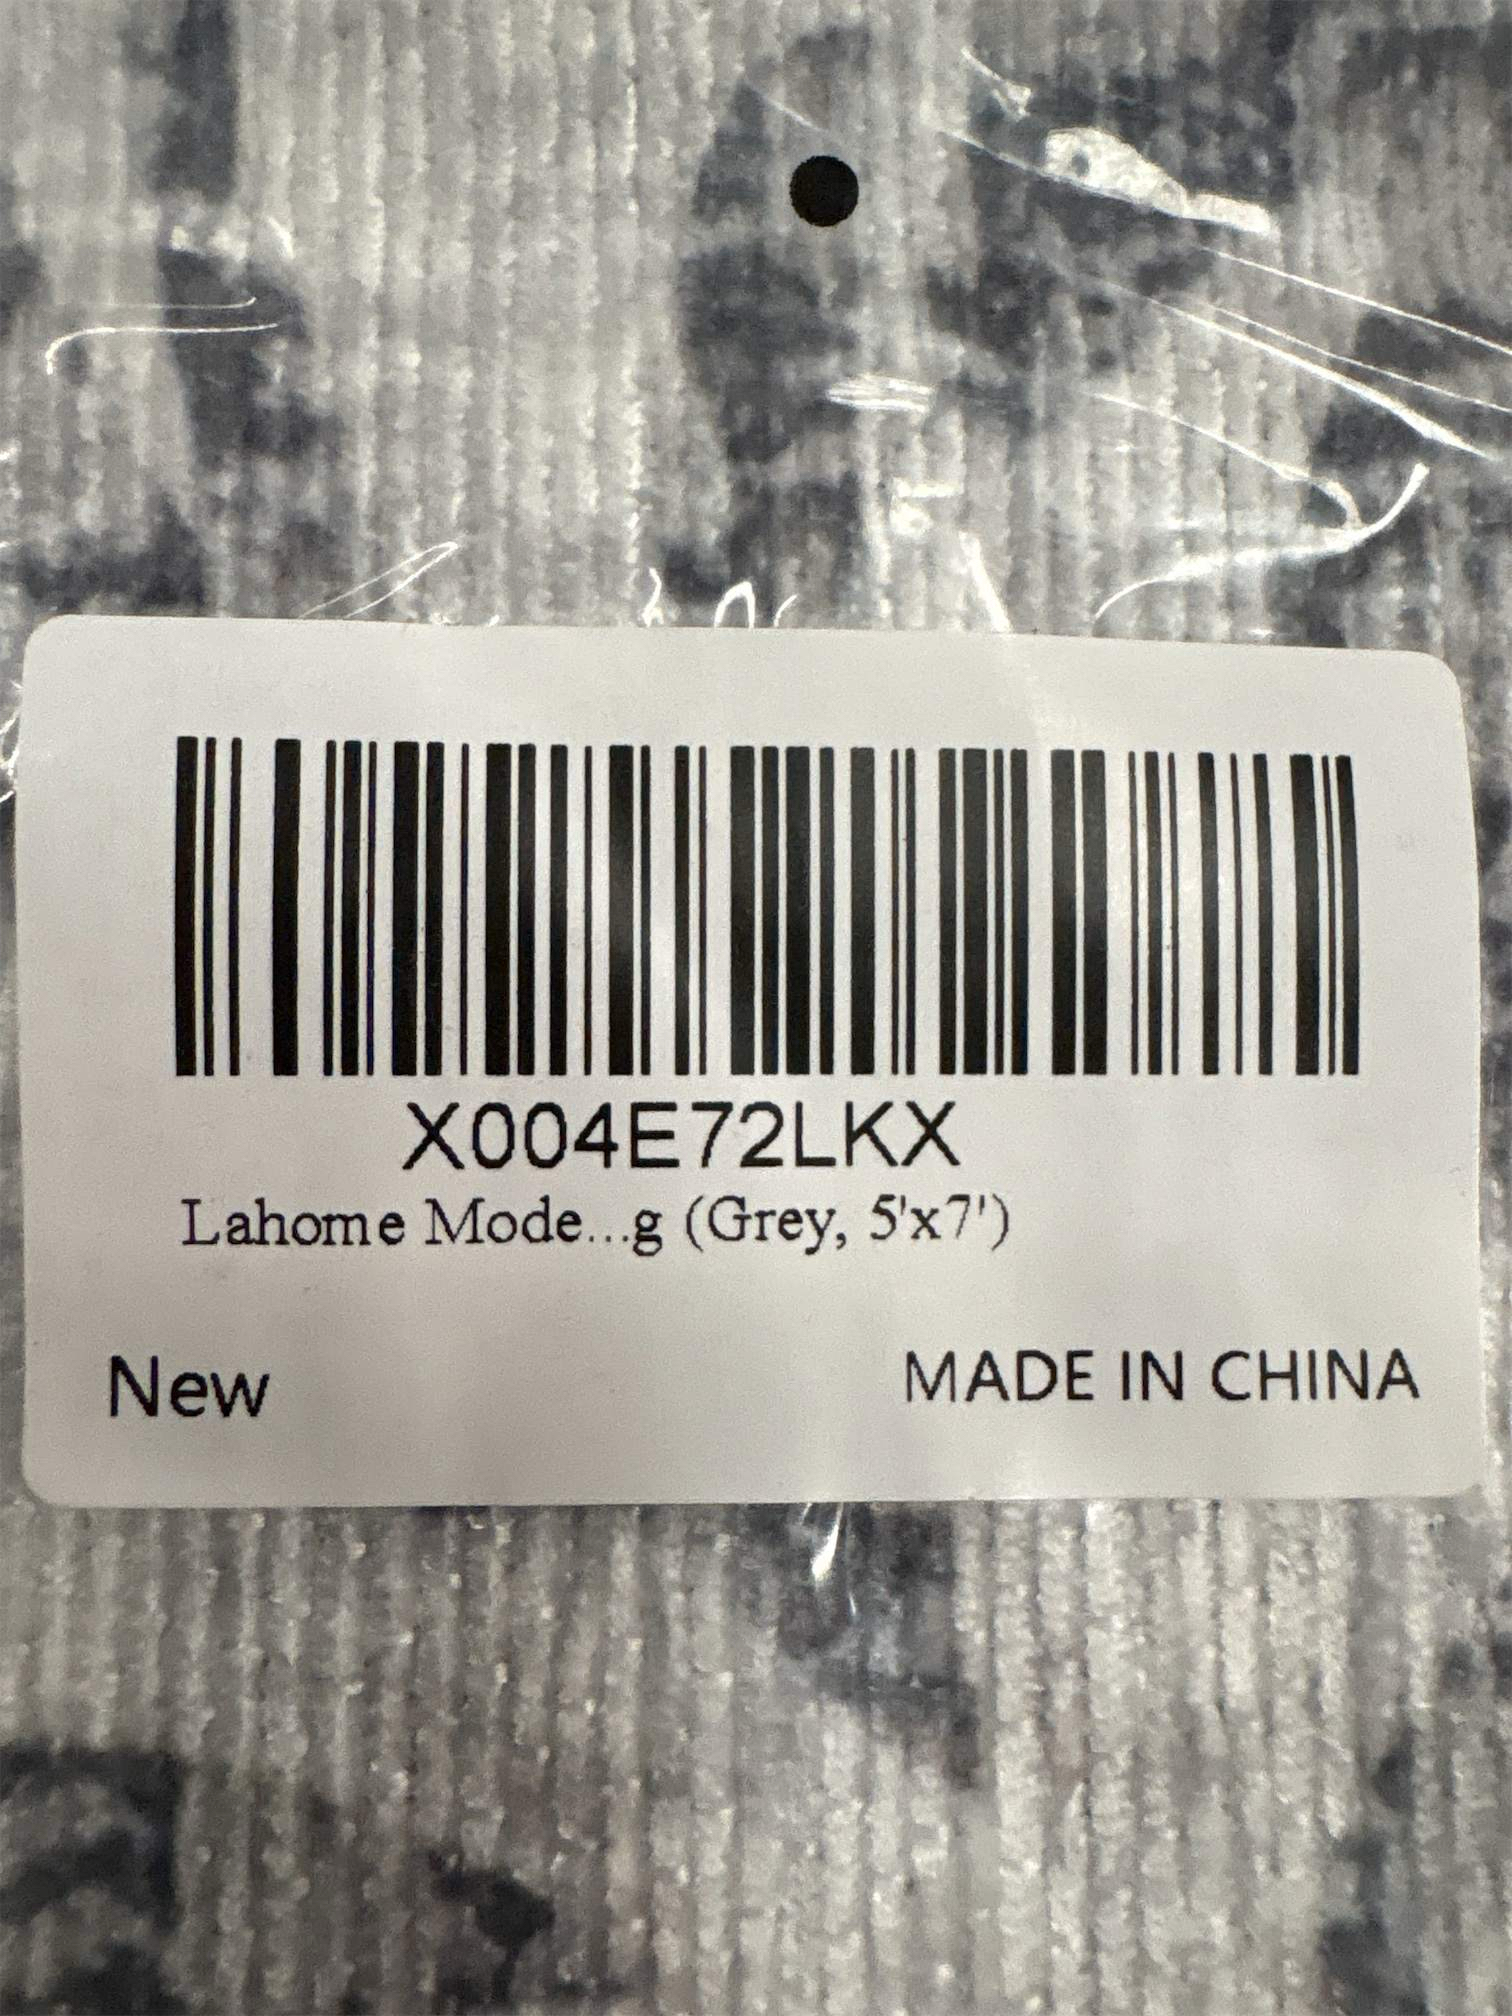 X004E72LKX
Lahome Mode...g (Grey, 5'x7')
New
MADE IN CHINA